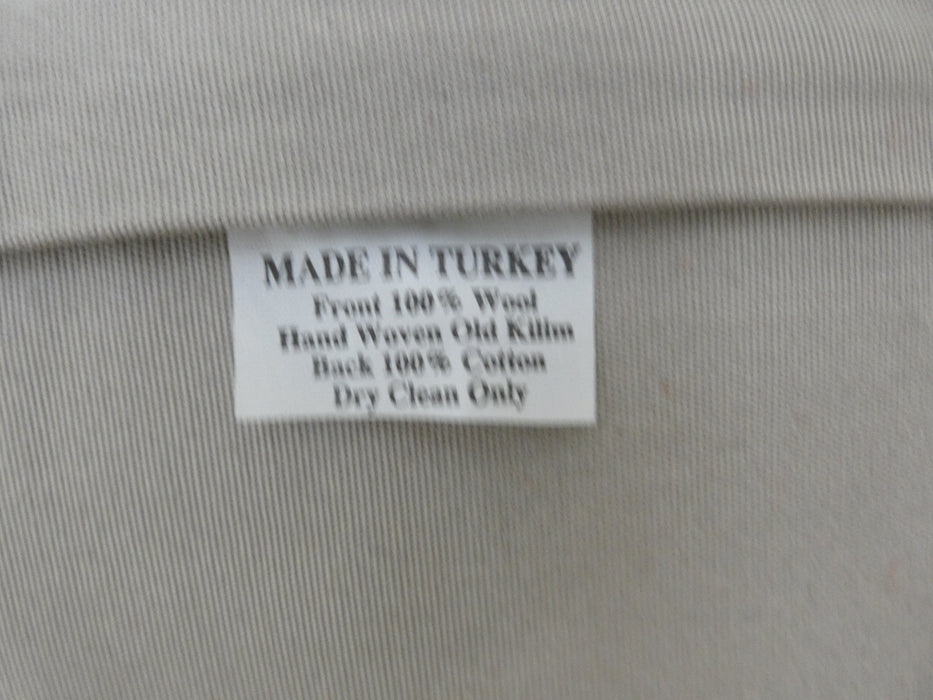 MADE IN TURKEY
Front 100% Wool
Hand Woven Old Kilim
Back 100% Cotton
Dry Clean Only